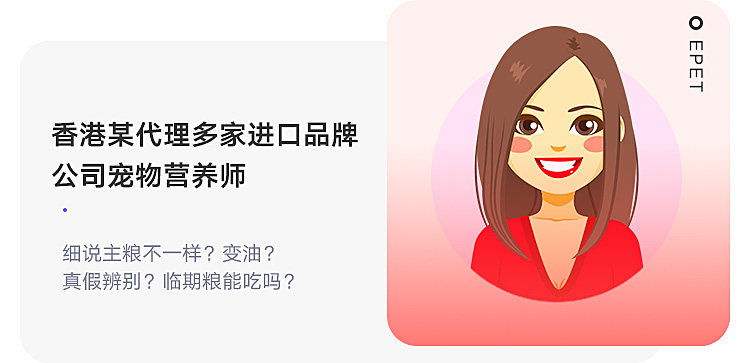 香港某代理多家进口品牌
公司宠物营养师
细说主粮不一样？变油？
真假辨别？临期粮能吃吗？
EPET